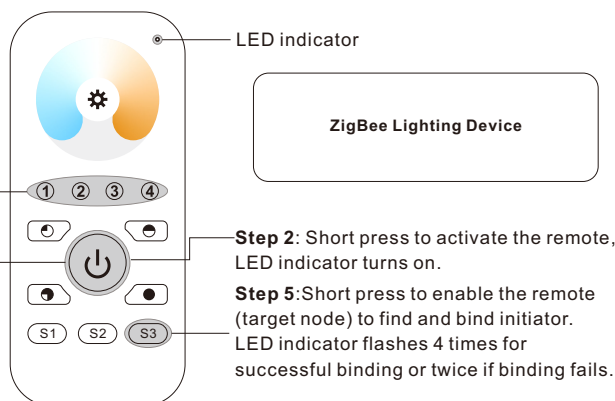 LED indicator
ZigBee Lighting Device
1 2 3 4
Step 2: Short press to activate the remote,
LED indicator turns on.
Step 5:Short press to enable the remote
(target node) to find and bind initiator.
S1 S2 S3
LED indicator flashes 4 times for
successful binding or twice if binding fails.